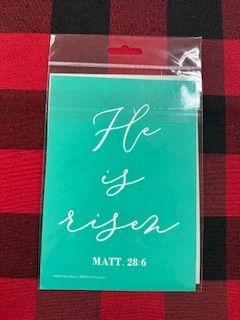 He
is
risen
MATT. 28:6